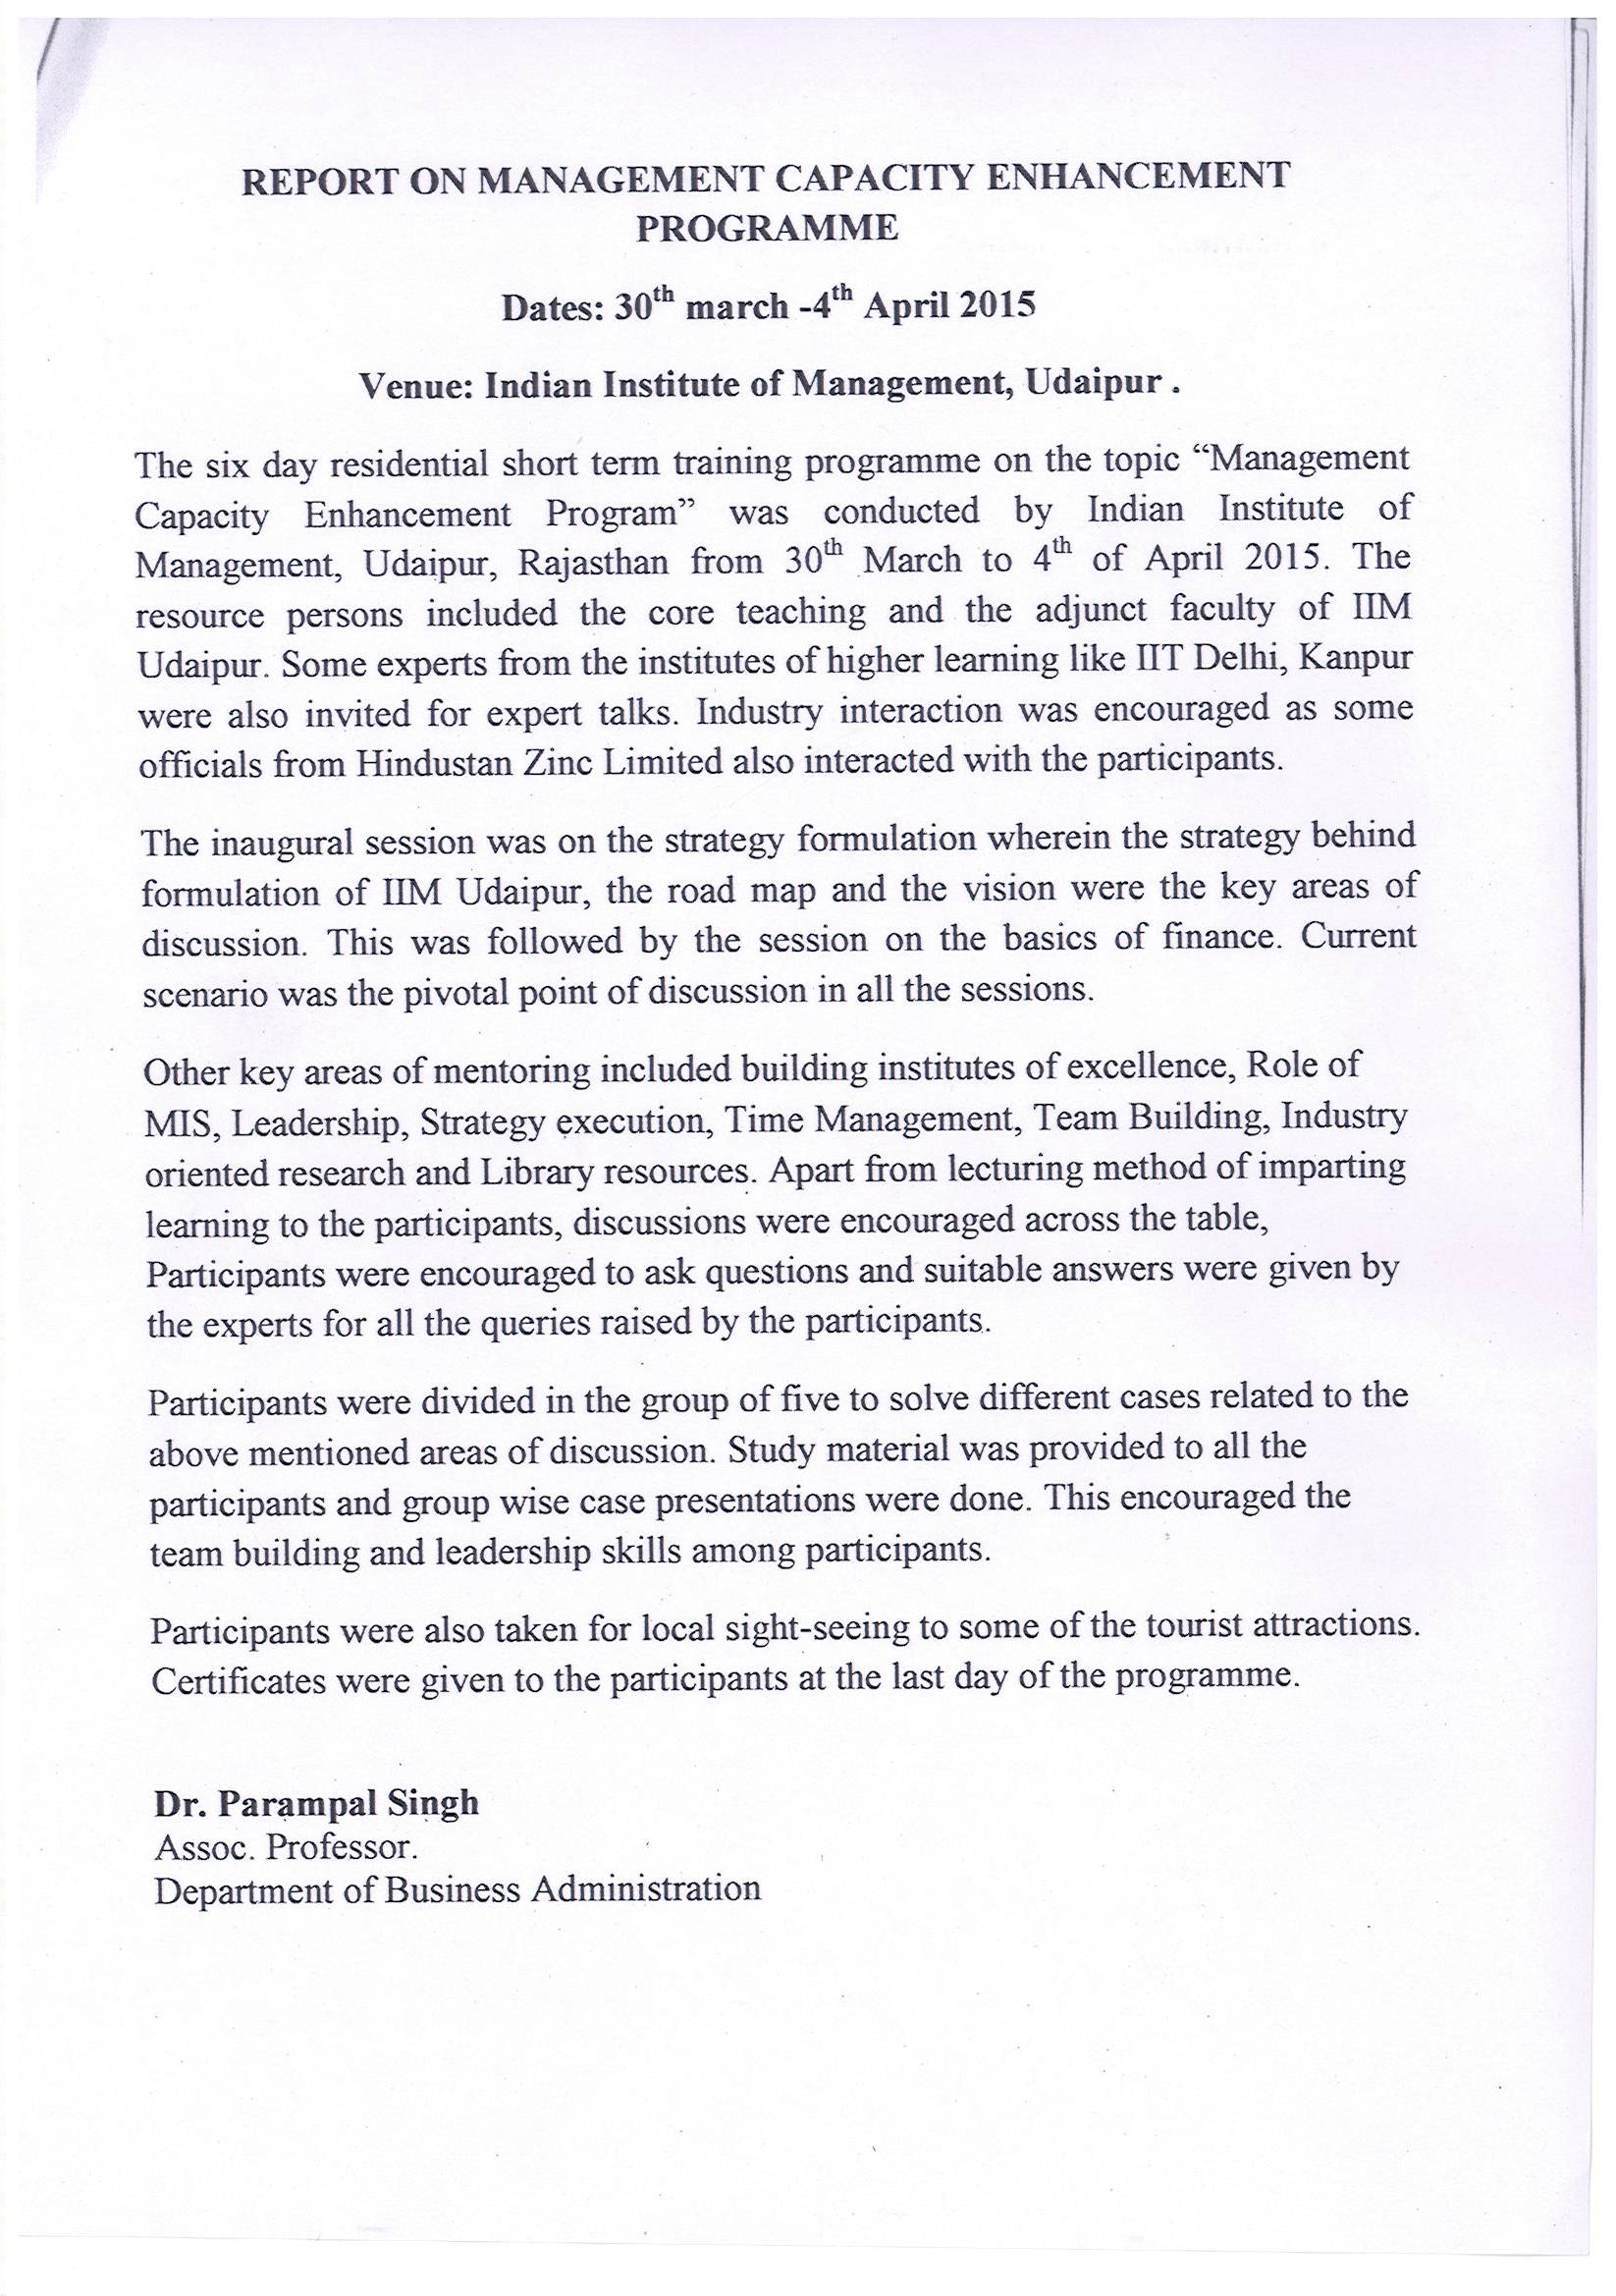 REPORT ON MANAGEMENT CAPACITY ENHANCEMENT
PROGRAMME
Dates: 30th march -4th April 2015
Venue: Indian Institute of Management, Udaipur .
The six day residential short term training programme on the topic “Management
Capacity Enhancement Program” was conducted by Indian Institute of
Management, Udaipur, Rajasthan from 30th March to 4th of April 2015. The
resource persons included the core teaching and the adjunct faculty of IIM
Udaipur. Some experts from the institutes of higher learning like IIT Delhi, Kanpur
were also invited for expert talks. Industry interaction was encouraged as some
officials from Hindustan Zinc Limited also interacted with the participants.
The inaugural session was on the strategy formulation wherein the strategy behind
formulation of IIM Udaipur, the road map and the vision were the key areas of
discussion. This was followed by the session on the basics of finance. Current
scenario was the pivotal point of discussion in all the sessions.
Other key areas of mentoring included building institutes of excellence, Role of
MIS, Leadership, Strategy execution, Time Management, Team Building, Industry
oriented research and Library resources. Apart from lecturing method of imparting
learning to the participants, discussions were encouraged across the table,
Participants were encouraged to ask questions and suitable answers were given by
the experts for all the queries raised by the participants.
Participants were divided in the group of five to solve different cases related to the
above mentioned areas of discussion. Study material was provided to all the
participants and group wise case presentations were done. This encouraged the
team building and leadership skills among participants.
Participants were also taken for local sight-seeing to some of the tourist attractions.
Certificates were given to the participants at the last day of the programme.
Dr. Parampal Singh
Assoc. Professor.
Department of Business Administration